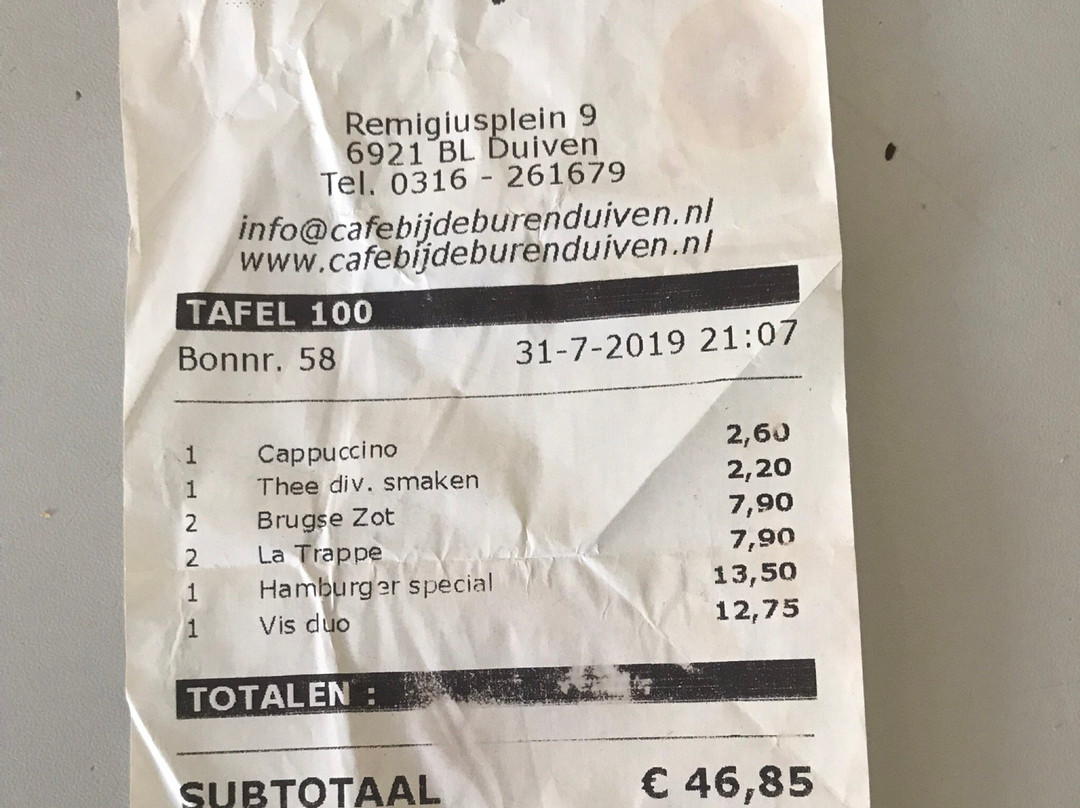 Remigiusplein 9
6921 BL Duiven
Tel. 0316 - 261679
info@cafebijdeburenduiven.nl
www.cafebijdeburenduiven.nl
TAFEL 100
Bonnr. 58 31-7-2019 21:07
1 Cappuccino 2,60
1 Thee div. smaken 2,20
2 Brugse Zot 7,90
2 La Trappe 7,90
1 Hamburger special 13,50
1 Vis duo 12,75
TOTALEN :
SUBTOTAAL € 46,85